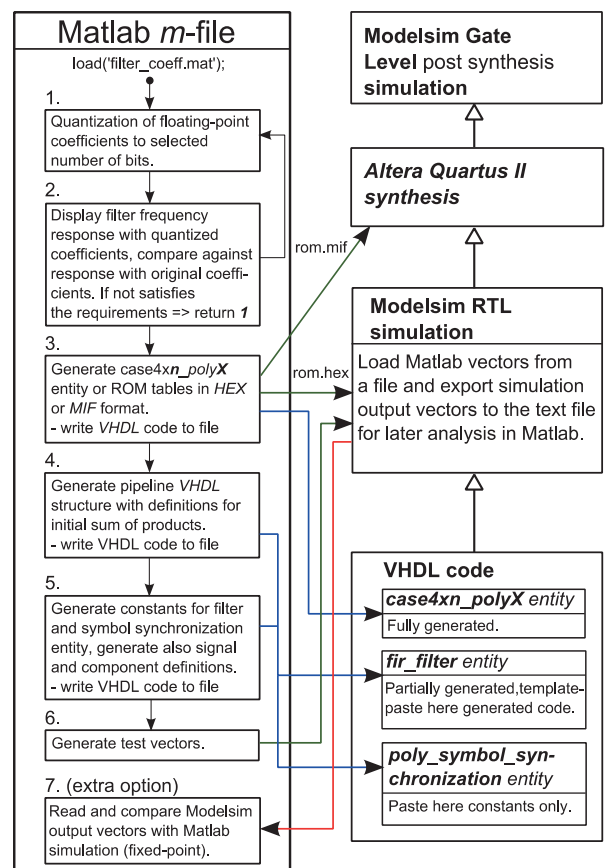 Matlab m-file
load('filter_coeff.mat');
1.
Quantization of floating-point
coefficients to selected
number of bits.
2.
Display filter frequency
response with quantized
coefficients, compare against
response with original coeffi-
cients. If not satisfies
the requirements => return 1
3.
Generate case4xn_polyX
entity or ROM tables in HEX
or MIF format.
- write VHDL code to file
4.
Generate pipeline VHDL
structure with definitions for
initial sum of products.
- write VHDL code to file
5.
Generate constants for filter
and symbol synchronization
entity, generate also signal
and component definitions.
- write VHDL code to file
6.
Generate test vectors.
7. (extra option)
Read and compare Modelsim
output vectors with Matlab
simulation (fixed-point).
rom.mif
rom.hex
Modelsim Gate
Level post synthesis
simulation
Altera Quartus II
synthesis
Modelsim RTL
simulation
Load Matlab vectors from
a file and export simulation
output vectors to the text file
for later analysis in Matlab.
VHDL code
case4xn_polyX entity
Fully generated.
fir_filter entity
Partially generated,template-
paste here generated code.
poly_symbol_syn-
chronization entity
Paste here constants only.